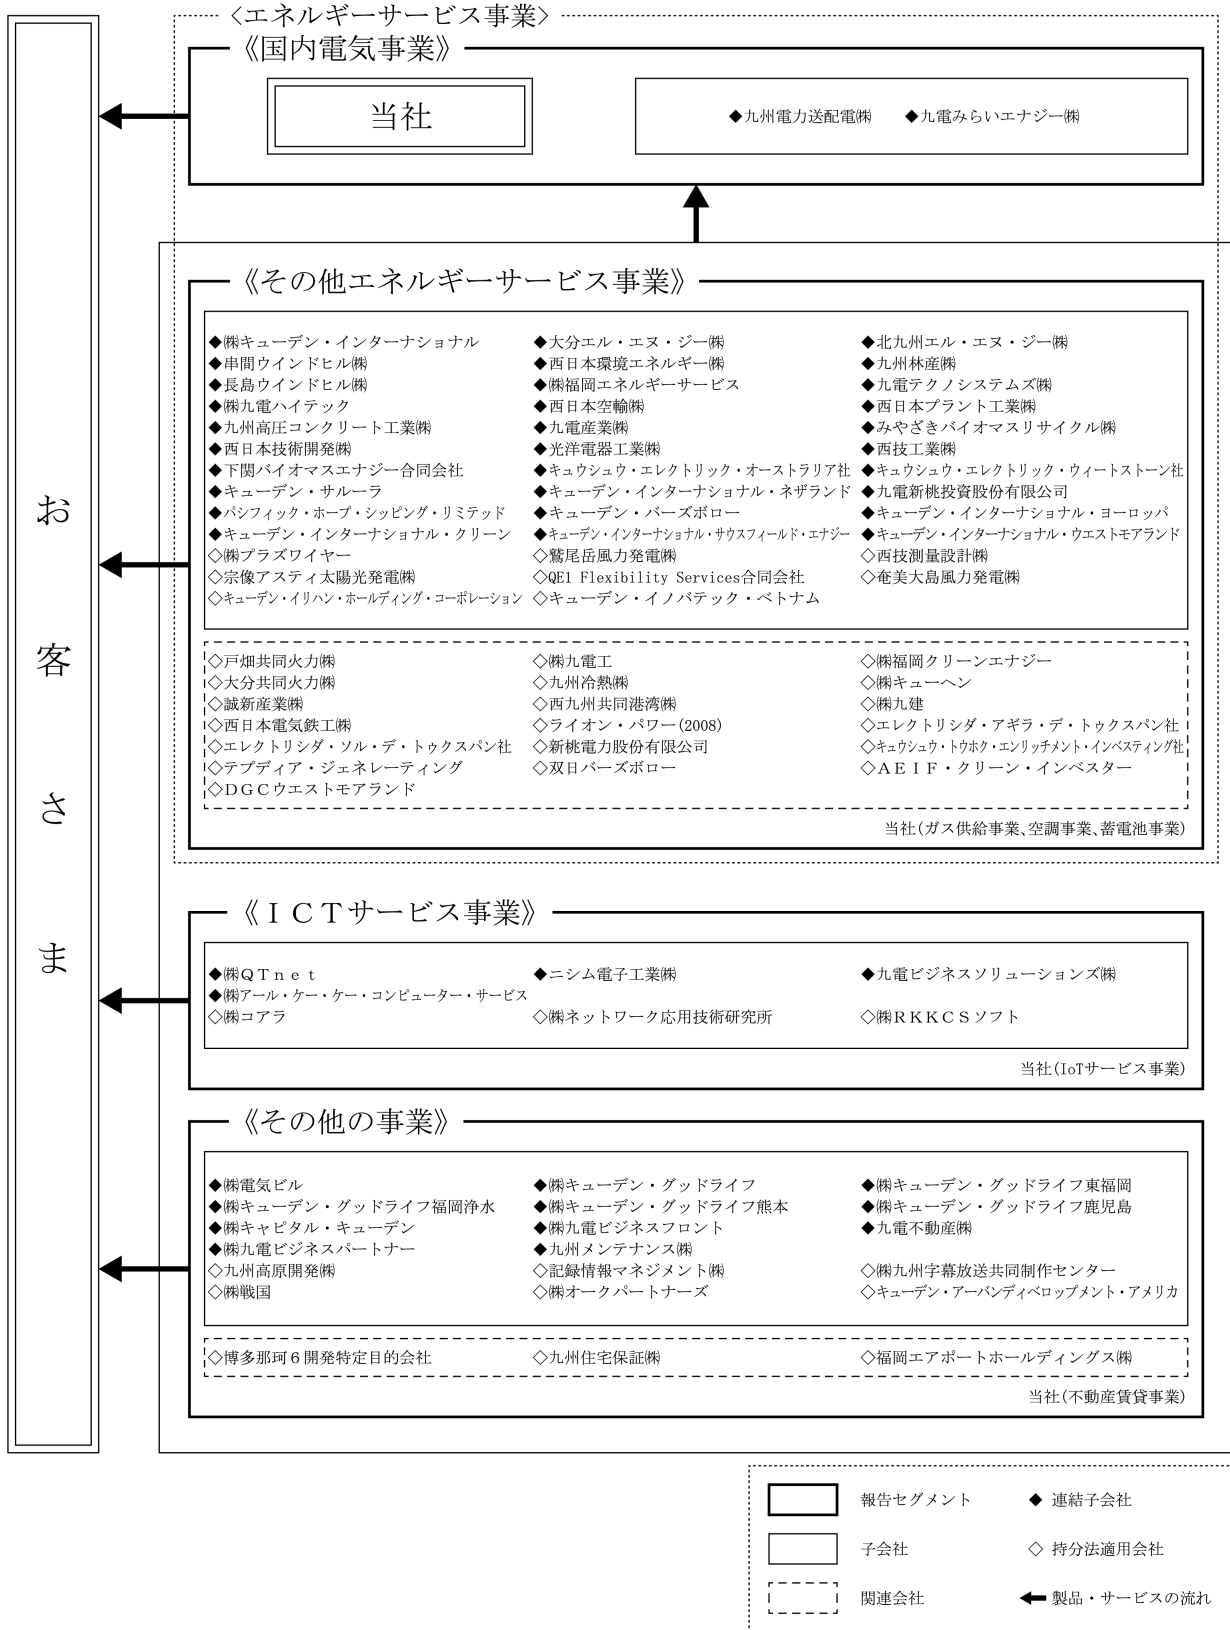 〈エネルギーサービス事業〉
《国内電気事業》
当社
◆九州電力送配電㈱ ◆九電みらいエナジー㈱
《その他エネルギーサービス事業》
◆㈱キューデン・インターナショナル ◆大分エル・エヌ・ジー㈱ ◆北九州エル・エヌ・ジー㈱
◆串間ウインドヒル㈱ ◆西日本環境エネルギー㈱ ◆九州林産㈱
◆長島ウインドヒル㈱ ◆㈱福岡エネルギーサービス ◆九電テクノシステムズ㈱
◆㈱九電ハイテック ◆西日本空輸㈱ ◆西日本プラント工業㈱
◆九州高圧コンクリート工業㈱ ◆九電産業㈱ ◆みやざきバイオマスリサイクル㈱
◆西日本技術開発㈱ ◆光洋電器工業㈱ ◆西技工業㈱
◆下関バイオマスエナジー合同会社 ◆キュウシュウ・エレクトリック・オーストラリア社 ◆キュウシュウ・エレクトリック・ウィートストーン社
◆キューデン・サルーラ ◆キューデン・インターナショナル・ネザランド ◆九電新桃投資股份有限公司
◆パシフィック・ホープ・シッピング・リミテッド ◆キューデン・バーズボロー ◆キューデン・インターナショナル・ヨーロッパ
◆キューデン・インターナショナル・クリーン ◆キューデン・インターナショナル・サウスフィールド・エナジー ◆キューデン・インターナショナル・ウエストモアランド
◇㈱プラズワイヤー ◇鷲尾岳風力発電㈱ ◇西技測量設計㈱
◇宗像アスティ太陽光発電㈱ ◇QE1 Flexibility Services合同会社 ◇奄美大島風力発電㈱
◇キューデン・イリハン・ホールディング・コーポレーション ◇キューデン・イノバテック・ベトナム
◇戸畑共同火力㈱ ◇㈱九電工 ◇㈱福岡クリーンエナジー
◇大分共同火力㈱ ◇九州冷熱㈱ ◇㈱キューヘン
◇誠新産業㈱ ◇西九州共同港湾㈱ ◇㈱九建
◇西日本電気鉄工㈱ ◇ライオン・パワー(2008) ◇エレクトリシダ・アギラ・デ・トゥクスパン社
◇エレクトリシダ・ソル・デ・トゥクスパン社 ◇新桃電力股份有限公司 ◇キュウシュウ・トウホク・エンリッチメント・インベスティング社
◇テプディア・ジェネレーティング ◇双日バーズボロー ◇AEIF・クリーン・インベスター
◇DGCウエストモアランド
当社(ガス供給事業、空調事業、蓄電池事業)
《ICTサービス事業》
◆㈱QTnet ◆ニシム電子工業㈱ ◆九電ビジネスソリューションズ㈱
◆㈱アール・ケー・ケー・コンピューター・サービス
◇㈱コアラ ◇㈱ネットワーク応用技術研究所 ◇㈱RKKCSソフト
当社(IoTサービス事業)
《その他の事業》
◆㈱電気ビル ◆㈱キューデン・グッドライフ ◆㈱キューデン・グッドライフ東福岡
◆㈱キューデン・グッドライフ福岡浄水 ◆㈱キューデン・グッドライフ熊本 ◆㈱キューデン・グッドライフ鹿児島
◆㈱キャピタル・キューデン ◆㈱九電ビジネスフロント ◆九電不動産㈱
◆㈱九電ビジネスパートナー ◆九州メンテナンス㈱
◇九州高原開発㈱ ◇記録情報マネジメント㈱ ◇㈱九州字幕放送共同制作センター
◇㈱戦国 ◇㈱オークパートナーズ ◇キューデン・アーバンディベロップメント・アメリカ
◇博多那珂6開発特定目的会社 ◇九州住宅保証㈱ ◇福岡エアポートホールディングス㈱
当社(不動産賃貸事業)
お客さま
報告セグメント ◆ 連結子会社
子会社 ◇ 持分法適用会社
関連会社 製品・サービスの流れ